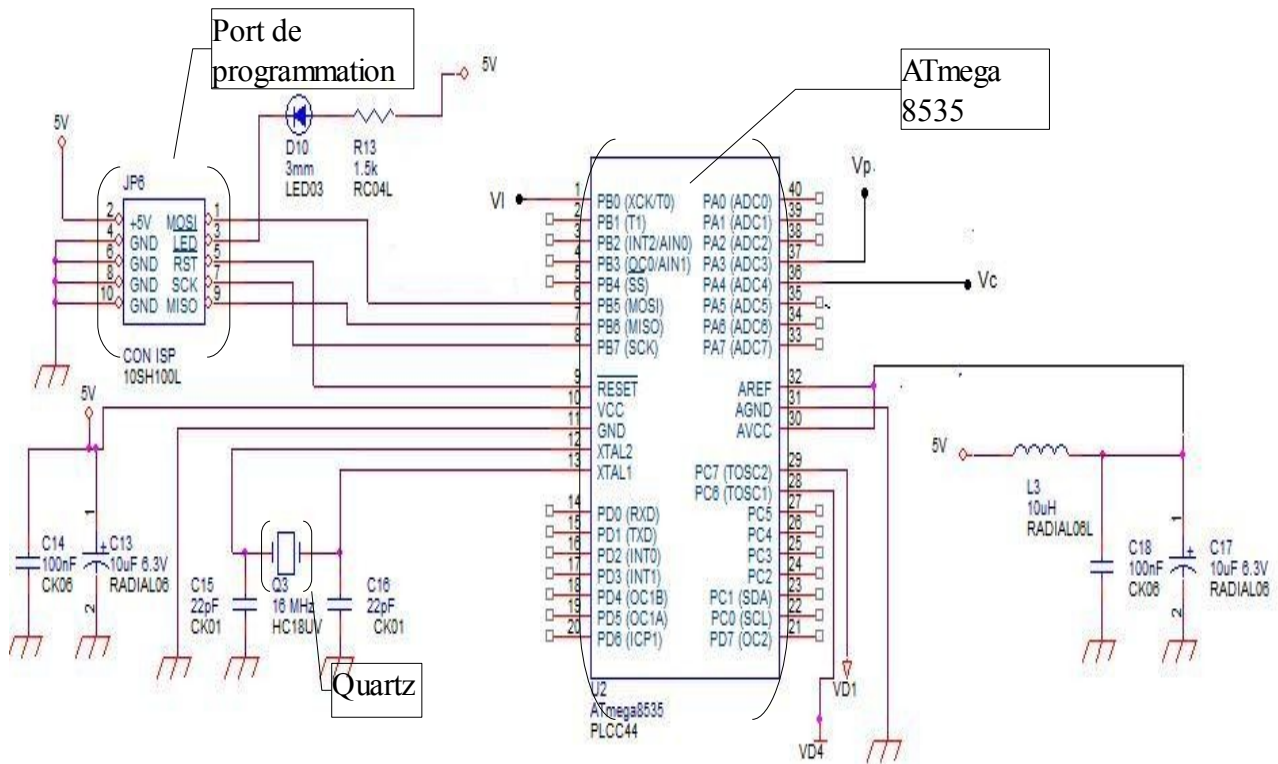 Port de
programmation
5V
ATmega
8535
5V
D10
3mm
LED03
R13
1.5k
RC04L
JP6
2 +5V MOSI 1
4 GND LED 3
6 GND RST 5
8 GND SCK 7
10 GND MISO 9
CON ISP
10SH100L
VI
Vp
Vc
1 PB0 (XCK/T0) PA0 (ADC0) 40
2 PB1 (T1) PA1 (ADC1) 39
3 PB2 (INT2/AIN0) PA2 (ADC2) 38
4 PB3 (OC0/AIN1) PA3 (ADC3) 37
5 PB4 (SS) PA4 (ADC4) 36
6 PB5 (MOSI) PA5 (ADC5) 35
7 PB6 (MISO) PA6 (ADC6) 34
8 PB7 (SCK) PA7 (ADC7) 33
9 RESET AREF 32
10 VCC AGND 31
11 GND AVCC 30
12 XTAL2
13 XTAL1 PC7 (TOSC2) 29
PC6 (TOSC1) 28
14 PD0 (RXD) PC5 27
15 PD1 (TXD) PC4 26
16 PD2 (INT0) PC3 25
17 PD3 (INT1) PC2 24
18 PD4 (OC1B) PC1 (SDA) 23
19 PD5 (OC1A) PC0 (SCL) 22
20 PD6 (ICP1) PD7 (OC2) 21
U2
ATmega8535
PLCC44
5V
C14
100nF
CK06
1
C13
10uF 6.3V
RADIAL06
2
C15
22pF
CK01
Q3
16 MHz
HC18UV
C16
22pF
CK01
Quartz
VD1
VD4
5V
L3
10uH
RADIAL06L
C18
100nF
CK06
1
C17
10uF 6.3V
RADIAL06
2